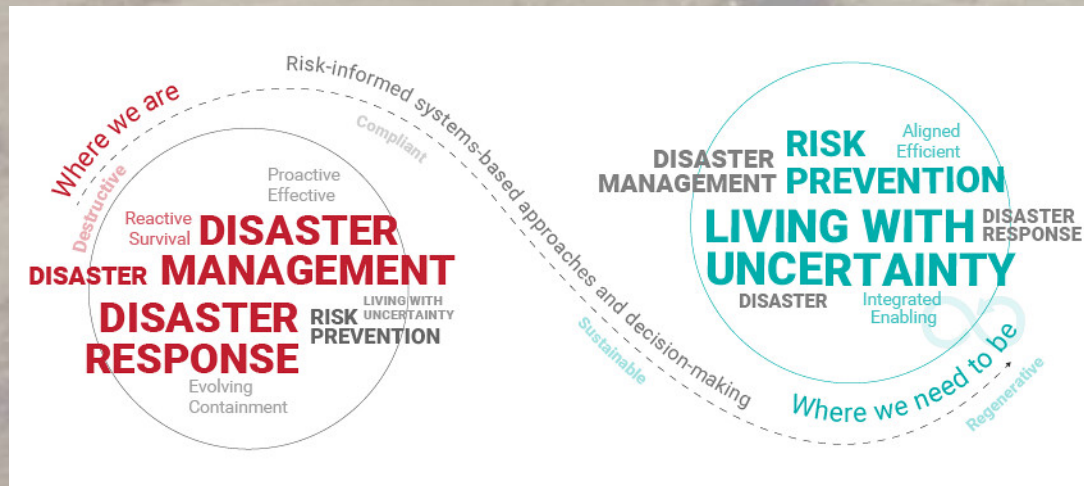 Where we are
Risk-informed systems-based approaches and decision-making
Destructive
Compliant
Proactive
Effective
Reactive
Survival
DISASTER
MANAGEMENT
DISASTER
DISASTER
RESPONSE
RISK
PREVENTION
LIVING WITH
UNCERTAINTY
Evolving
Containment
Sustainable
DISASTER
MANAGEMENT
RISK
PREVENTION
Aligned
Efficient
LIVING WITH
UNCERTAINTY
DISASTER
RESPONSE
DISASTER
Integrated
Enabling
Where we need to be
Regenerative